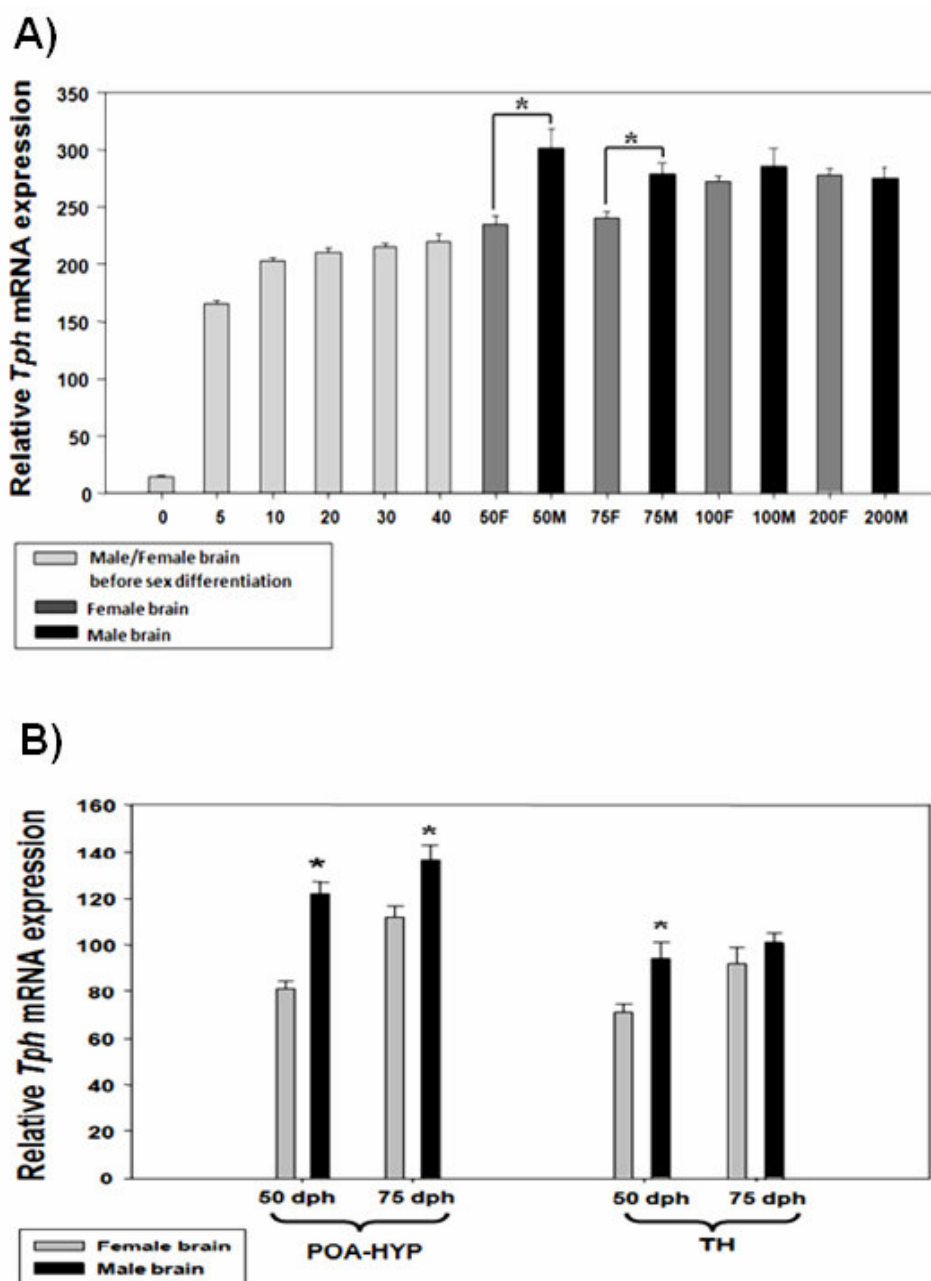 A)
Relative Tph mRNA expression
350
300
250
200
150
100
50
0
*
*
0 5 10 20 30 40 50F 50M 75F 75M 100F 100M 200F 200M
Male/Female brain
before sex differentiation
Female brain
Male brain
B)
Relative Tph mRNA expression
160
140
120
100
80
60
40
20
0
*
*
*
50 dph 75 dph 50 dph 75 dph
POA-HYP TH
Female brain
Male brain